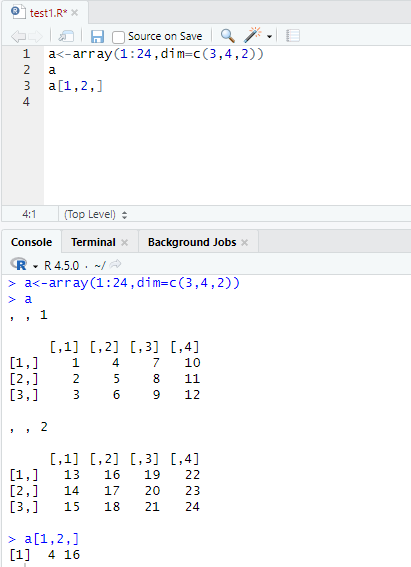 test1.R*
Source on Save
1 a<-array(1:24,dim=c(3,4,2))
2 a
3 a[1,2,]
4
4:1 (Top Level)
Console Terminal Background Jobs
R R 4.5.0 · ~/
> a<-array(1:24,dim=c(3,4,2))
> a
, , 1
     [,1] [,2] [,3] [,4]
[1,]    1    4    7   10
[2,]    2    5    8   11
[3,]    3    6    9   12
, , 2
     [,1] [,2] [,3] [,4]
[1,]   13   16   19   22
[2,]   14   17   20   23
[3,]   15   18   21   24
> a[1,2,]
[1]  4 16